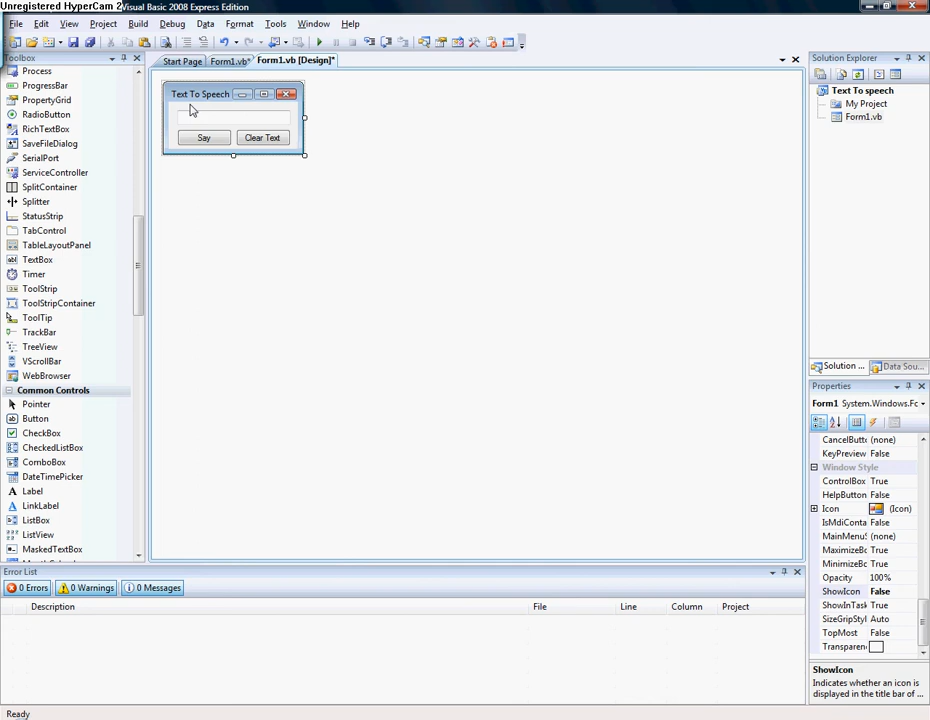 Unregistered HyperCam 2
Visual Basic 2008 Express Edition
File Edit View Project Build Debug Data Format Tools Window Help
Toolbox
Process
ProgressBar
PropertyGrid
RadioButton
RichTextBox
SaveFileDialog
SerialPort
ServiceController
SplitContainer
Splitter
StatusStrip
TabControl
TableLayoutPanel
TextBox
Timer
ToolStrip
ToolStripContainer
ToolTip
TrackBar
TreeView
VScrollBar
WebBrowser
Common Controls
Pointer
Button
CheckBox
CheckedListBox
ComboBox
DateTimePicker
Label
LinkLabel
ListBox
ListView
MaskedTextBox
Start Page Form1.vb* Form1.vb [Design]*
Text To Speech
Say Clear Text
Solution Explorer
Text To speech
My Project
Form1.vb
Solution ... Data Sou...
Properties
Form1 System.Windows.Fc
CancelButt (none)
KeyPreview False
Window Style
ControlBox True
HelpButton False
Icon (Icon)
IsMdiConta False
MainMenuS (none)
MaximizeBo True
MinimizeBo True
Opacity 100%
ShowIcon False
ShowInTask True
SizeGripStyl Auto
TopMost False
Transparen
ShowIcon
Indicates whether an icon is
displayed in the title bar of ...
Error List
0 Errors 0 Warnings 0 Messages
Description File Line Column Project
Ready